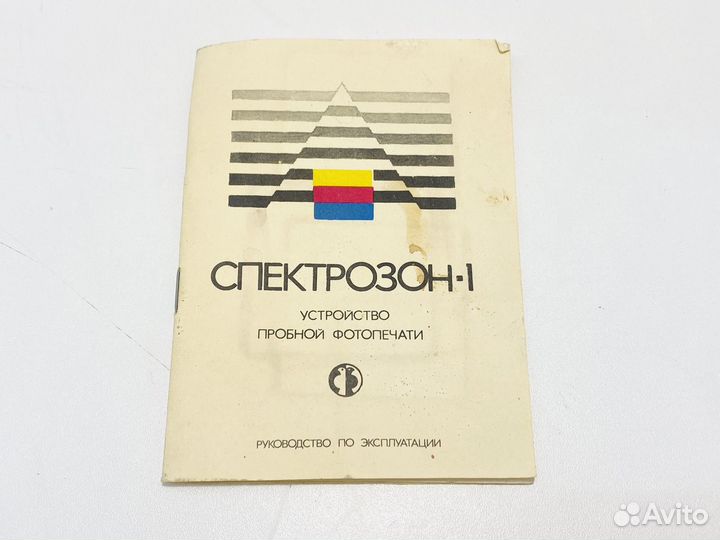 СПЕКТРОЗОН-1
УСТРОЙСТВО
ПРОБНОЙ ФОТОПЕЧАТИ
РУКОВОДСТВО ПО ЭКСПЛУАТАЦИИ
Avito